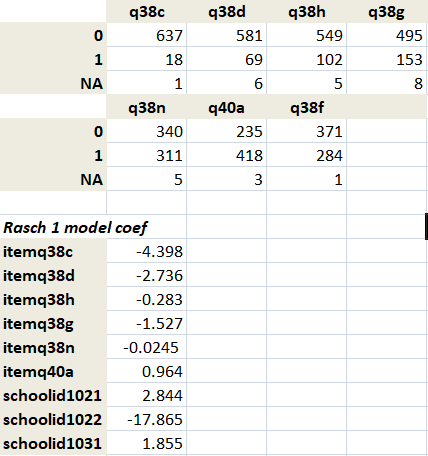 q38c q38d q38h q38g
0 637 581 549 495
1 18 69 102 153
NA 1 6 5 8
q38n q40a q38f
0 340 235 371
1 311 418 284
NA 5 3 1
Rasch 1 model coef
itemq38c -4.398
itemq38d -2.736
itemq38h -0.283
itemq38g -1.527
itemq38n -0.0245
itemq40a 0.964
schoolid1021 2.844
schoolid1022 -17.865
schoolid1031 1.855